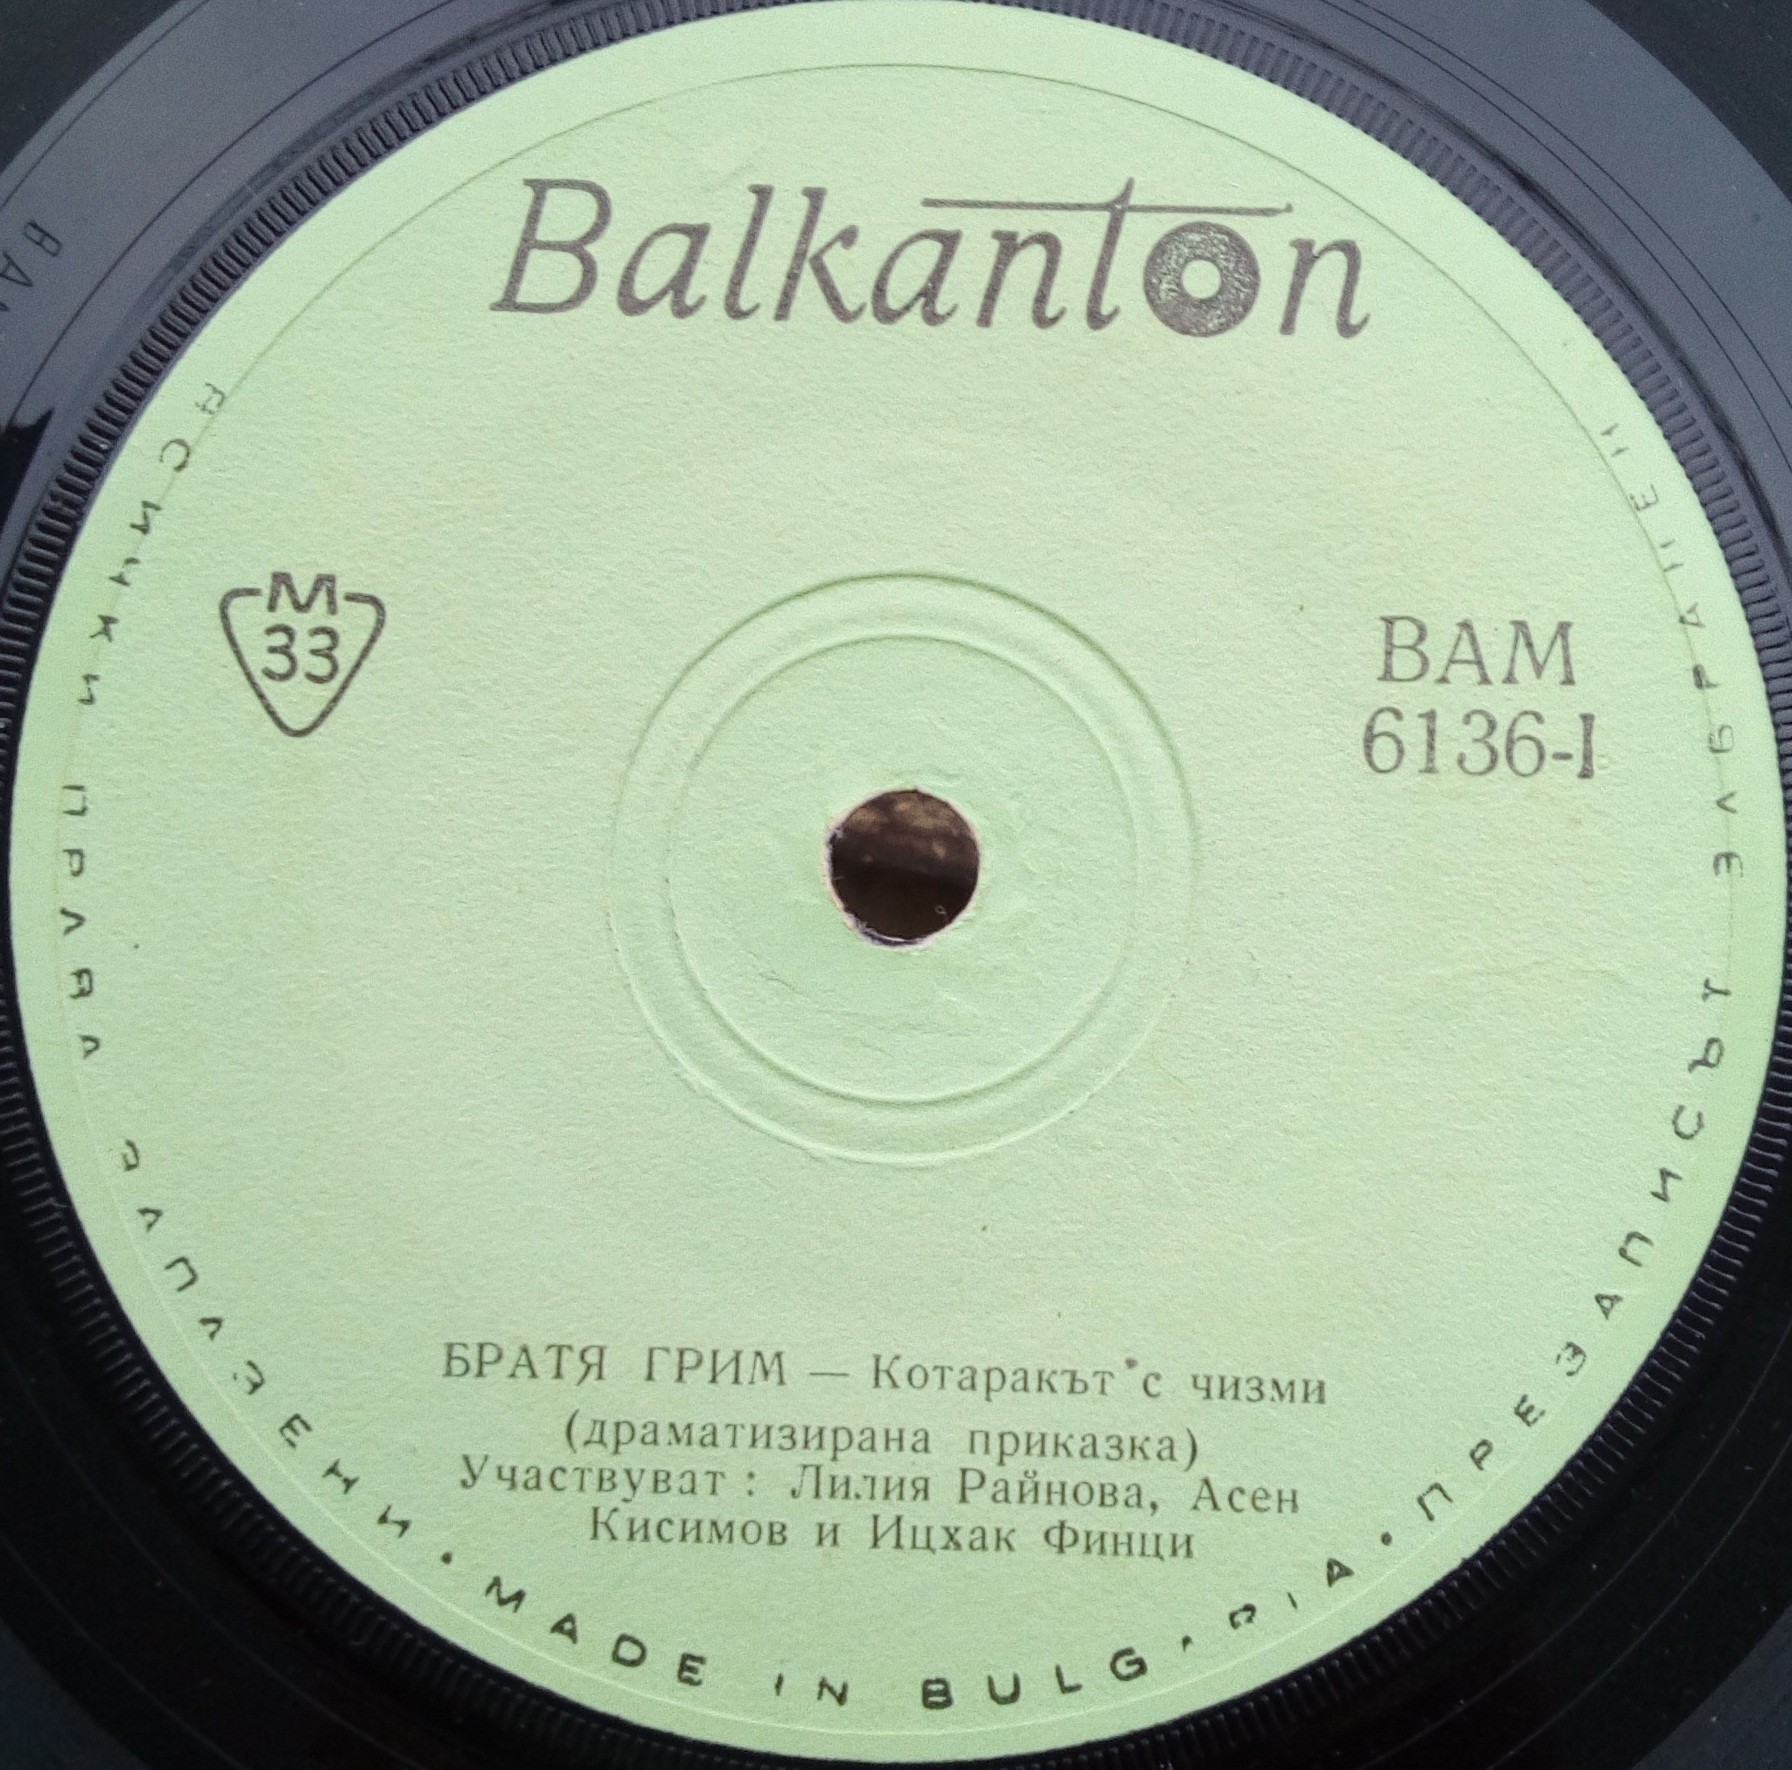 Balkanton
M
33
ВАМ
6136-I
БРАТЯ ГРИМ — Котаракът с чизми
(драматизирана приказка)
Участвуват : Лилия Райнова, Асен
Кисимов и Ицхак Финци
ВСИЧКИ ПРАВА ЗАПАЗЕНИ • MADE IN BULGARIA • ПРЕЗАПИСЪТ ЗАБРАНЕН